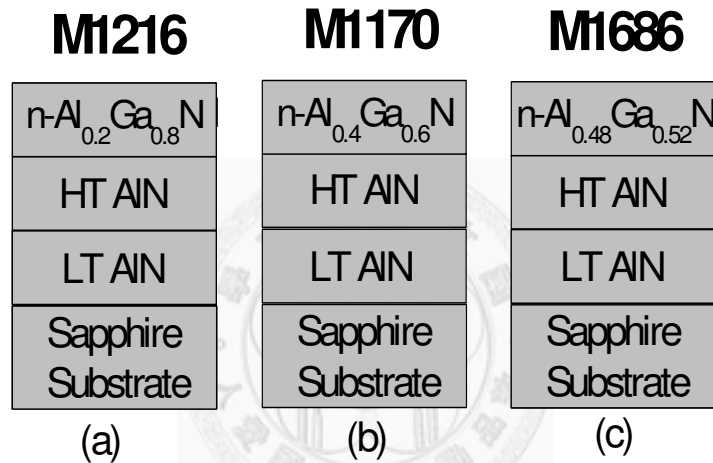 M1216
n-Al0.2Ga0.8N
HT AlN
LT AlN
Sapphire
Substrate
(a)
M1170
n-Al0.4Ga0.6N
HT AlN
LT AlN
Sapphire
Substrate
(b)
M1686
n-Al0.48Ga0.52N
HT AlN
LT AlN
Sapphire
Substrate
(c)